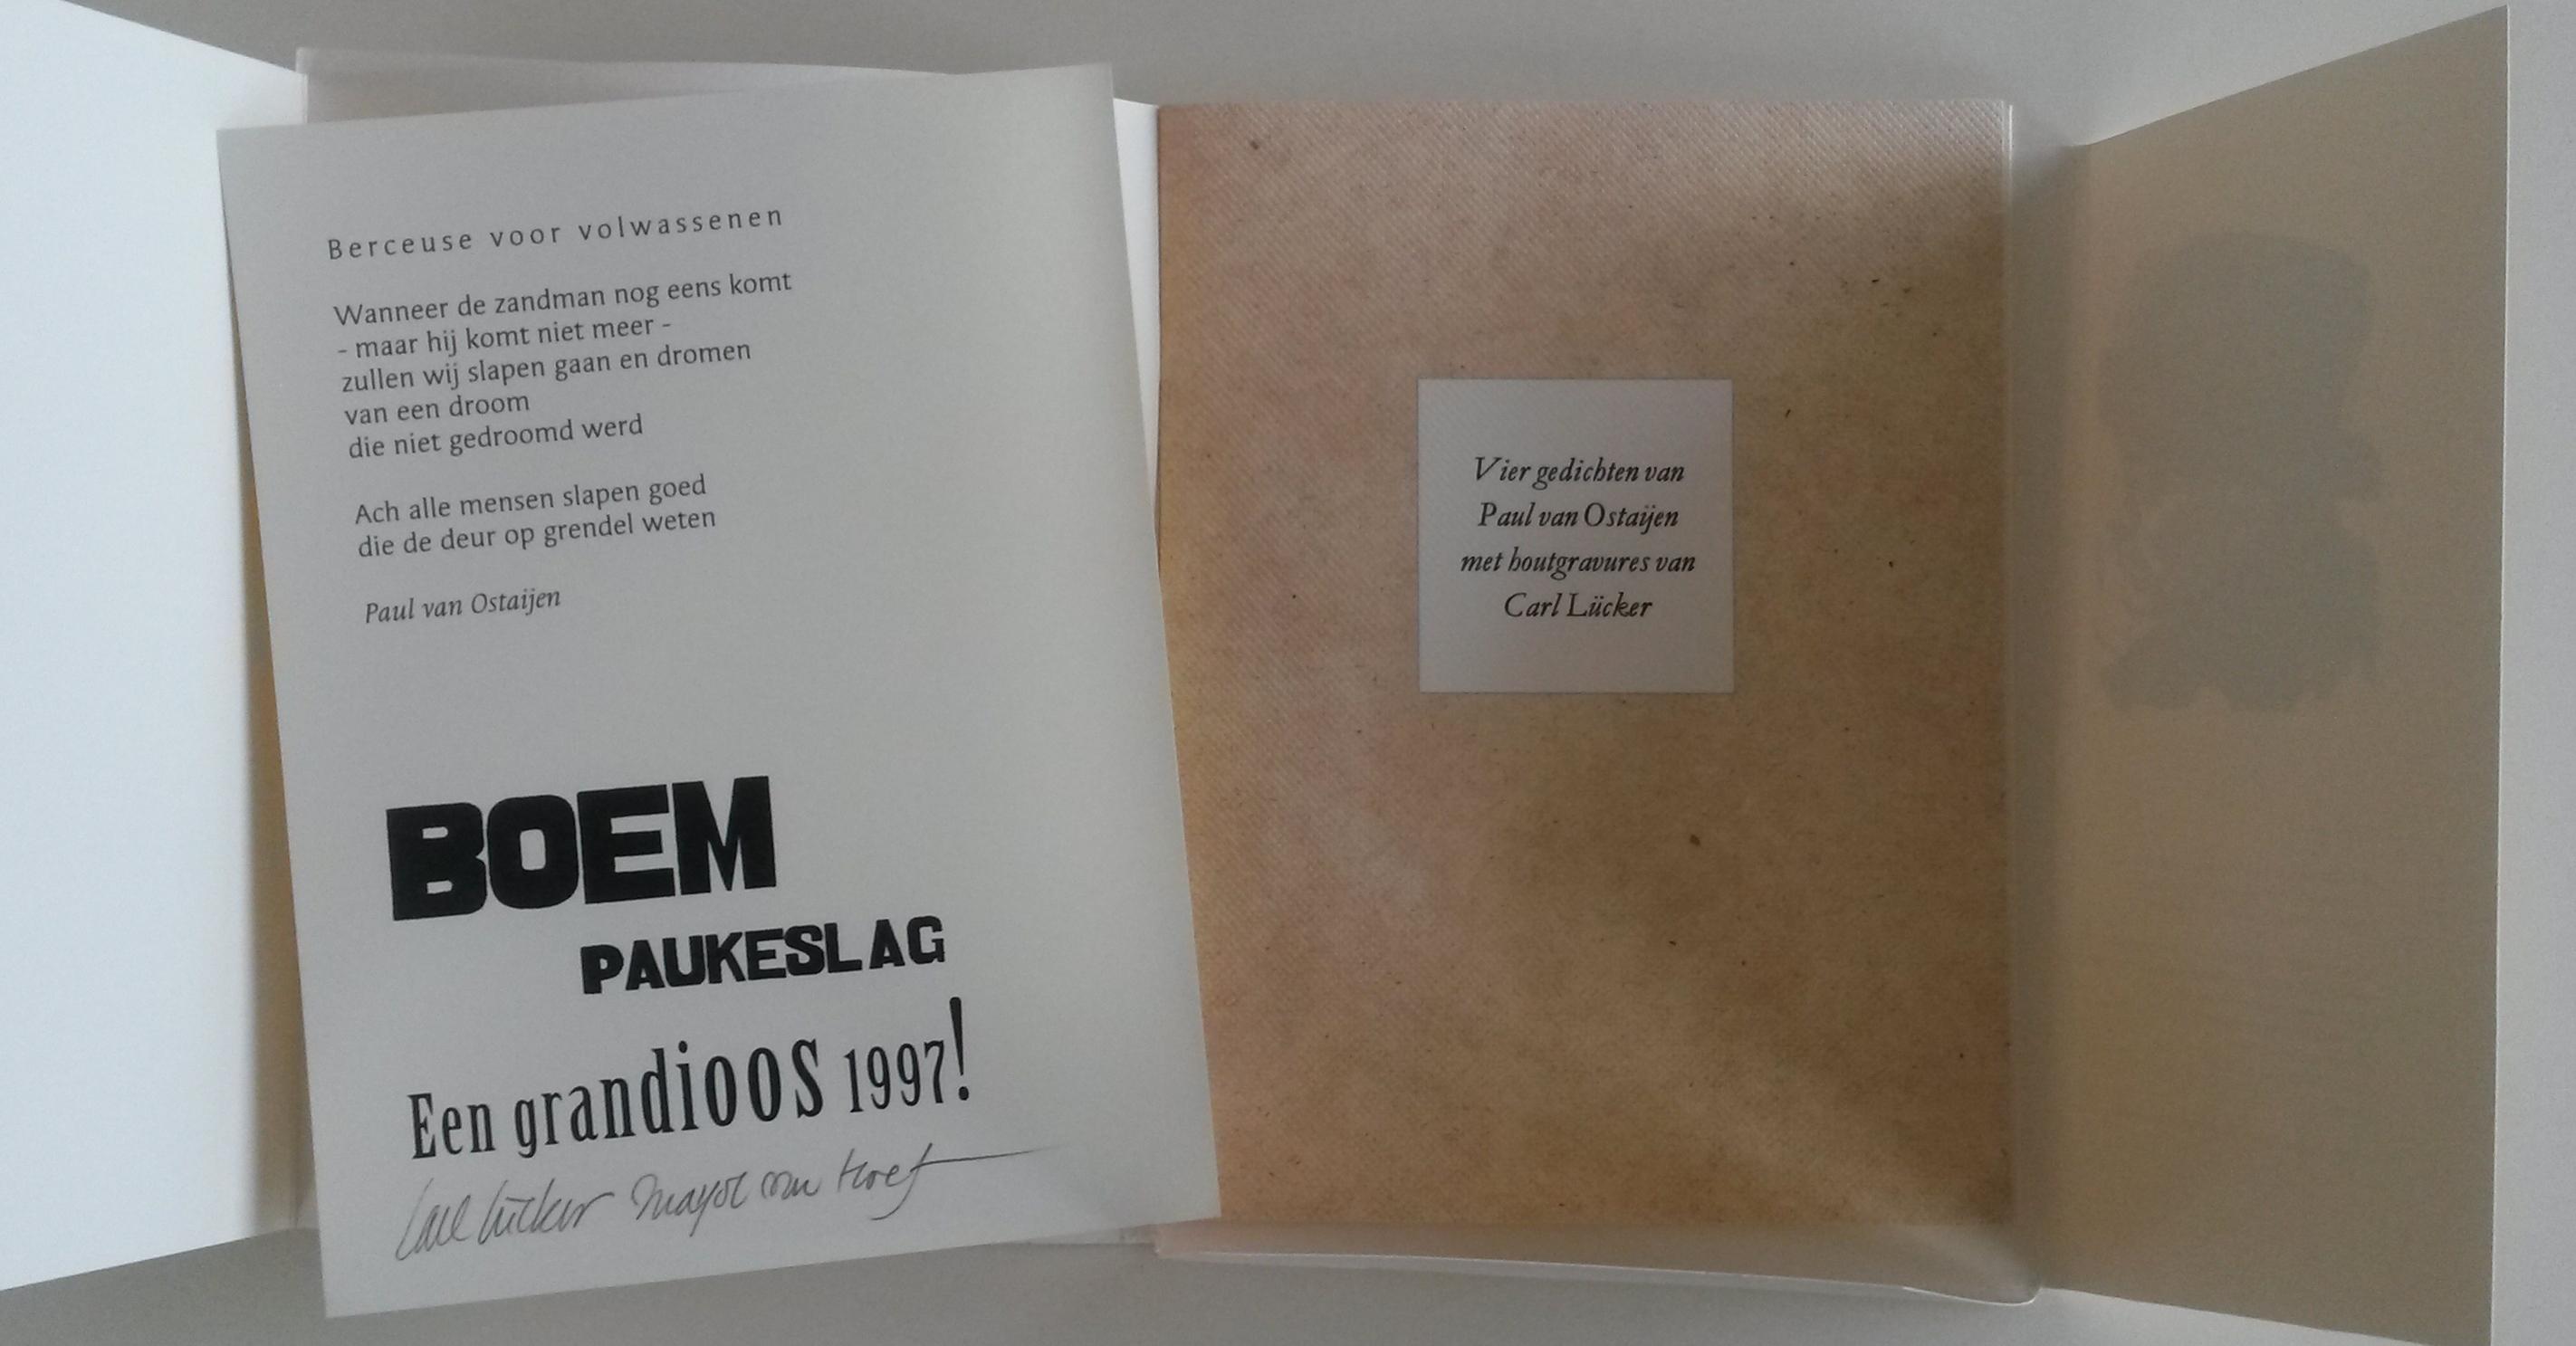 Berceuse voor volwassenen
Wanneer de zandman nog eens komt
- maar hij komt niet meer -
zullen wij slapen gaan en dromen
van een droom
die niet gedroomd werd
Ach alle mensen slapen goed
die de deur op grendel weten
Paul van Ostaijen
BOEM
PAUKESLAG
Een grandioos 1997!
Carl Lücker
Vier gedichten van
Paul van Ostaijen
met houtgravures van
Carl Lücker